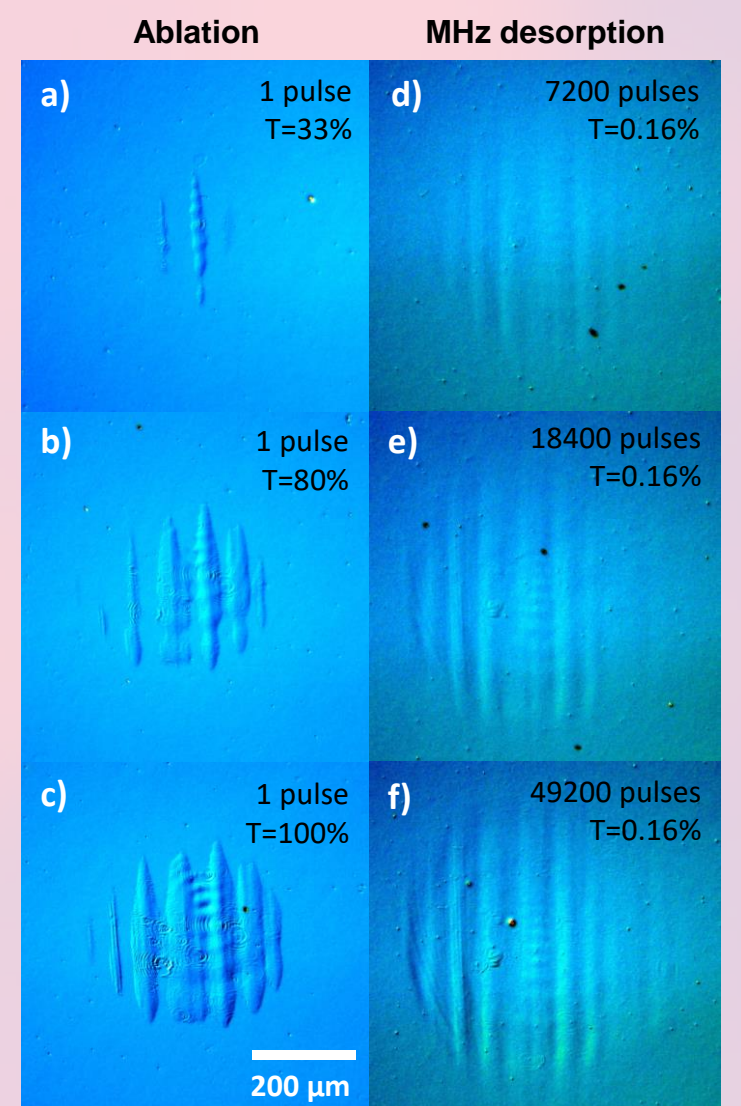 Ablation
MHz desorption
a)
1 pulse
T=33%
d)
7200 pulses
T=0.16%
b)
1 pulse
T=80%
e)
18400 pulses
T=0.16%
c)
1 pulse
T=100%
200 µm
f)
49200 pulses
T=0.16%